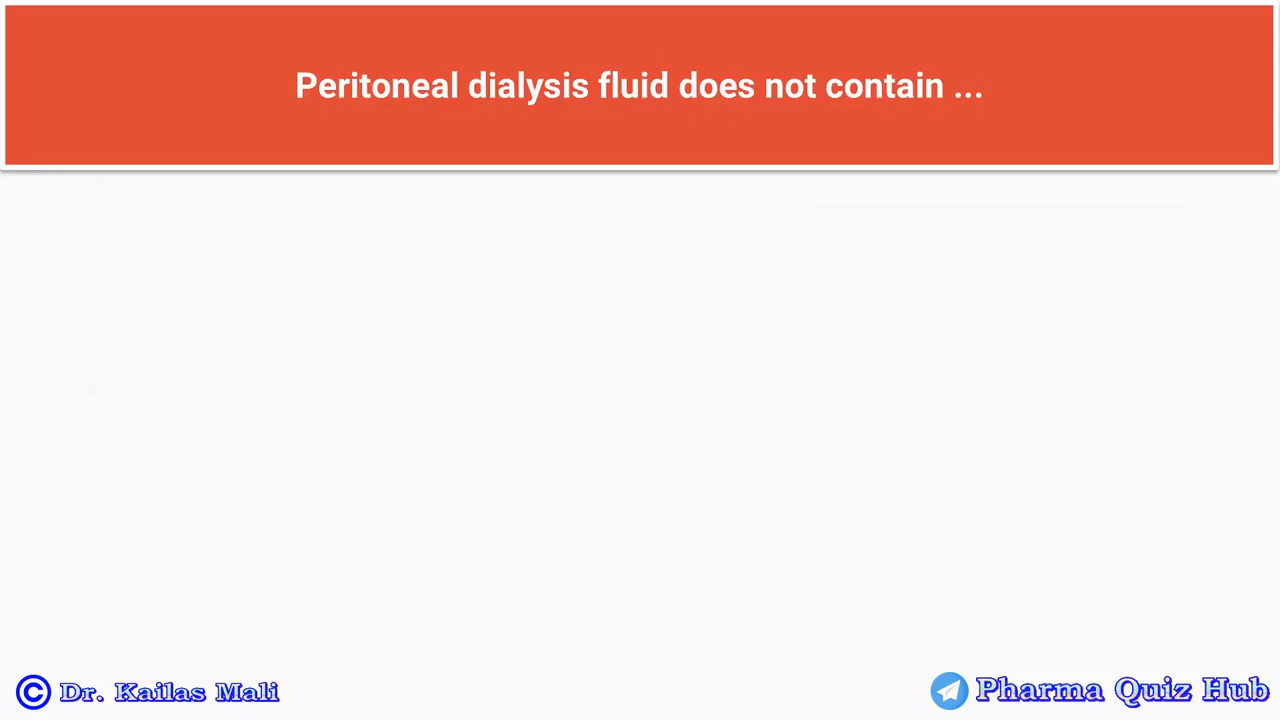 Peritoneal dialysis fluid does not contain ...
© Dr. Kailas Mali
Pharma Quiz Hub